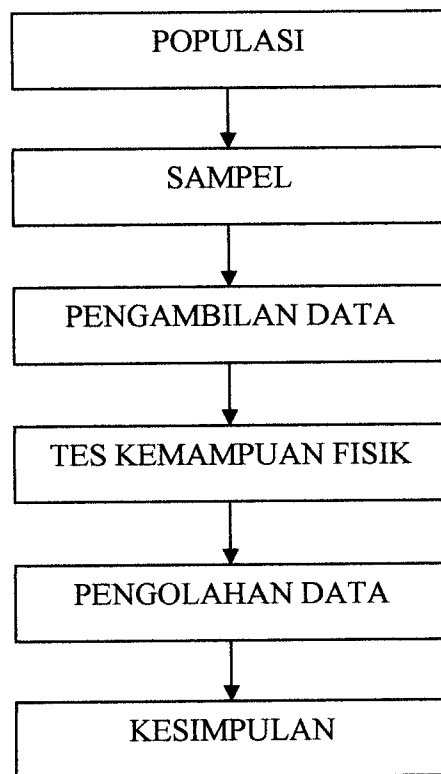 POPULASI
SAMPEL
PENGAMBILAN DATA
TES KEMAMPUAN FISIK
PENGOLAHAN DATA
KESIMPULAN